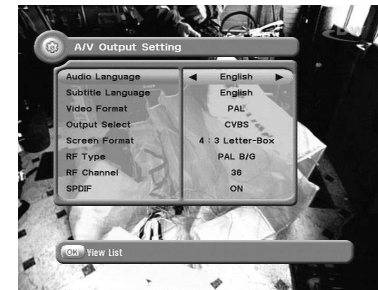 A/V Output Setting
Audio Language ◀ English ▶
Subtitle Language English
Video Format PAL
Output Select CVBS
Screen Format 4 : 3 Letter-Box
RF Type PAL B/G
RF Channel 36
SPDIF ON
OK View List